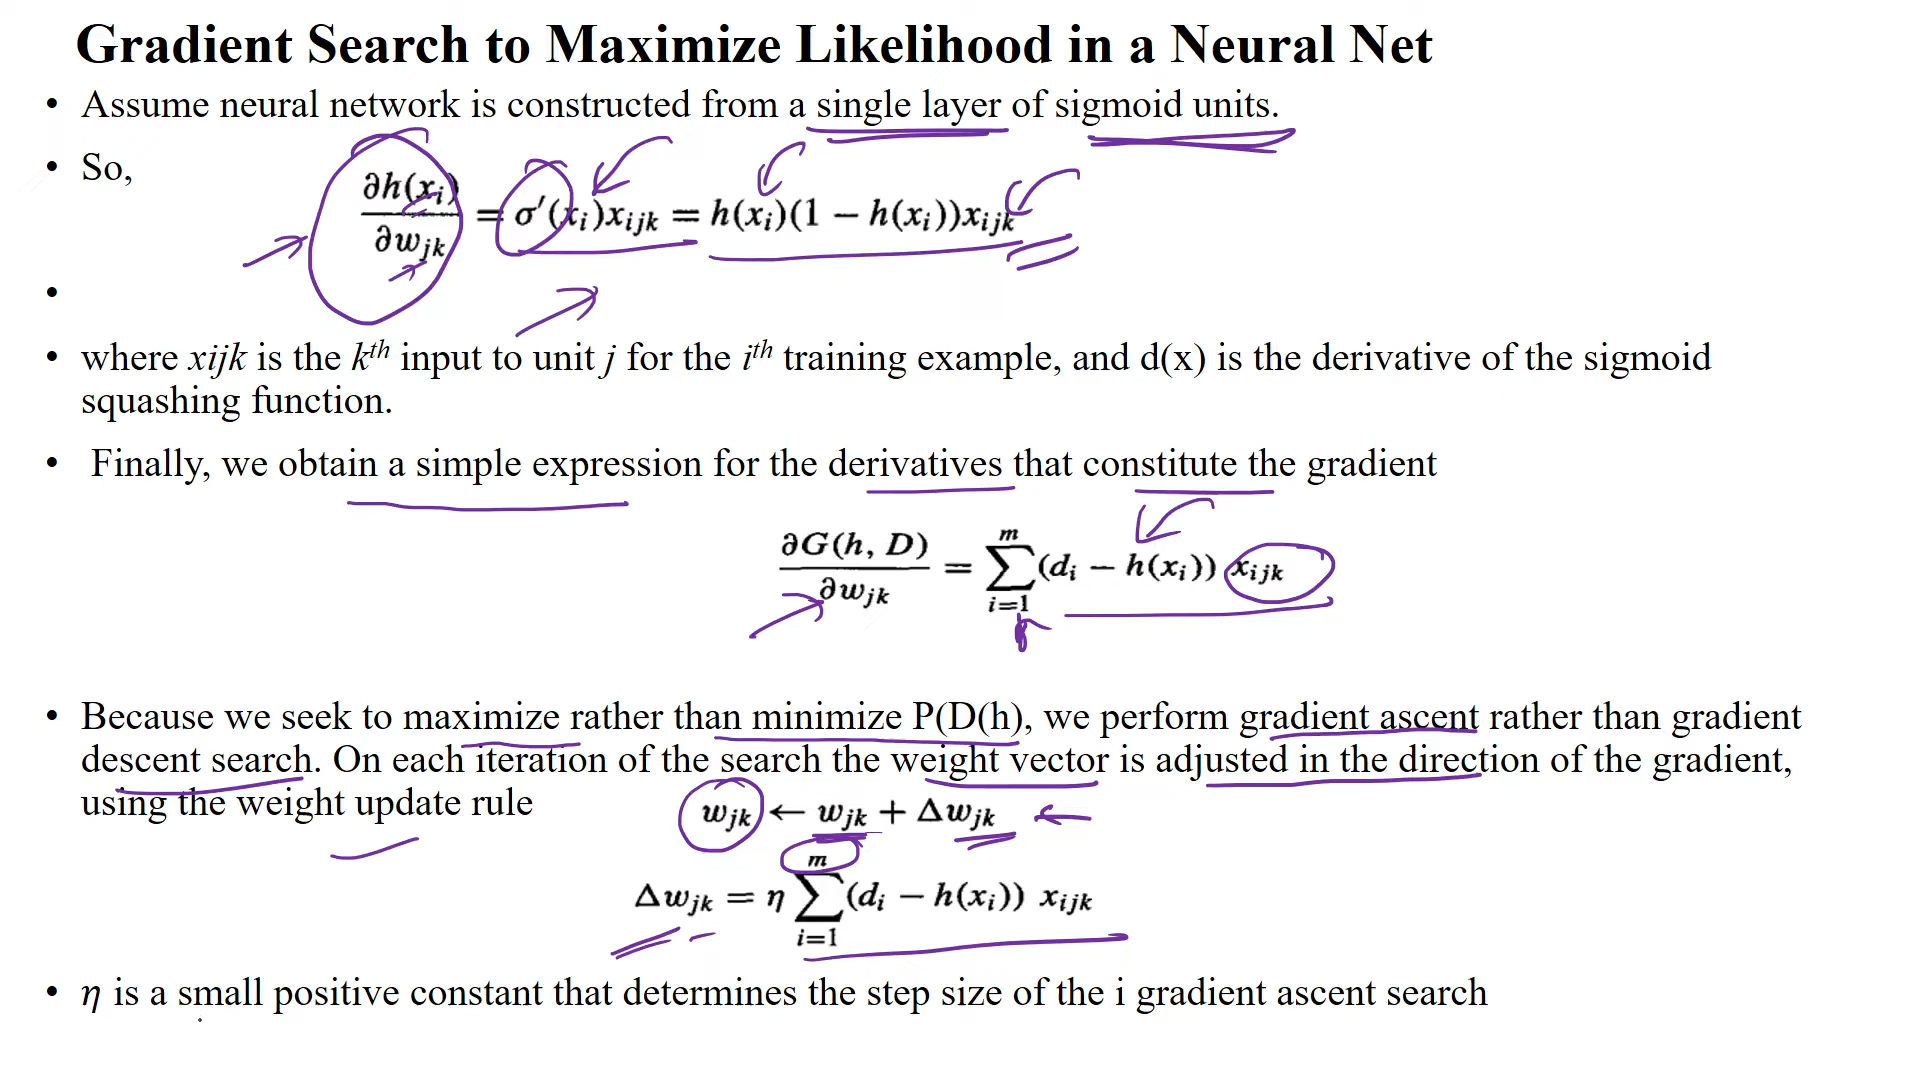 Gradient Search to Maximize Likelihood in a Neural Net
• Assume neural network is constructed from a single layer of sigmoid units.
• So,
∂h(xᵢ)/∂wⱼₖ = σ′(xᵢ)xᵢⱼₖ = h(xᵢ)(1 − h(xᵢ))xᵢⱼₖ
•
• where xijk is the kᵗʰ input to unit j for the iᵗʰ training example, and d(x) is the derivative of the sigmoid
squashing function.
• Finally, we obtain a simple expression for the derivatives that constitute the gradient
∂G(h, D)/∂wⱼₖ = ∑ᵢ₌₁ᵐ (dᵢ − h(xᵢ)) xᵢⱼₖ
• Because we seek to maximize rather than minimize P(D(h), we perform gradient ascent rather than gradient
descent search. On each iteration of the search the weight vector is adjusted in the direction of the gradient,
using the weight update rule
wⱼₖ ← wⱼₖ + Δwⱼₖ
Δwⱼₖ = η ∑ᵢ₌₁ᵐ (dᵢ − h(xᵢ)) xᵢⱼₖ
• η is a small positive constant that determines the step size of the i gradient ascent search